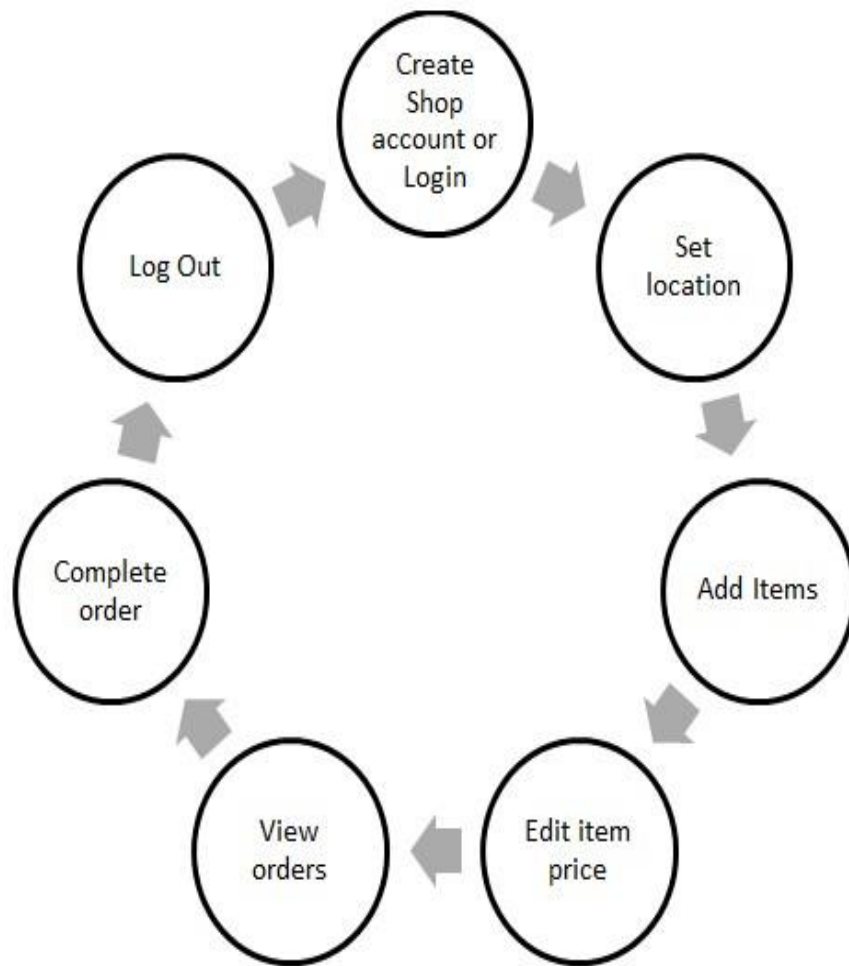 Create
Shop
account or
Login
Set
location
Add Items
Edit item
price
View
orders
Complete
order
Log Out